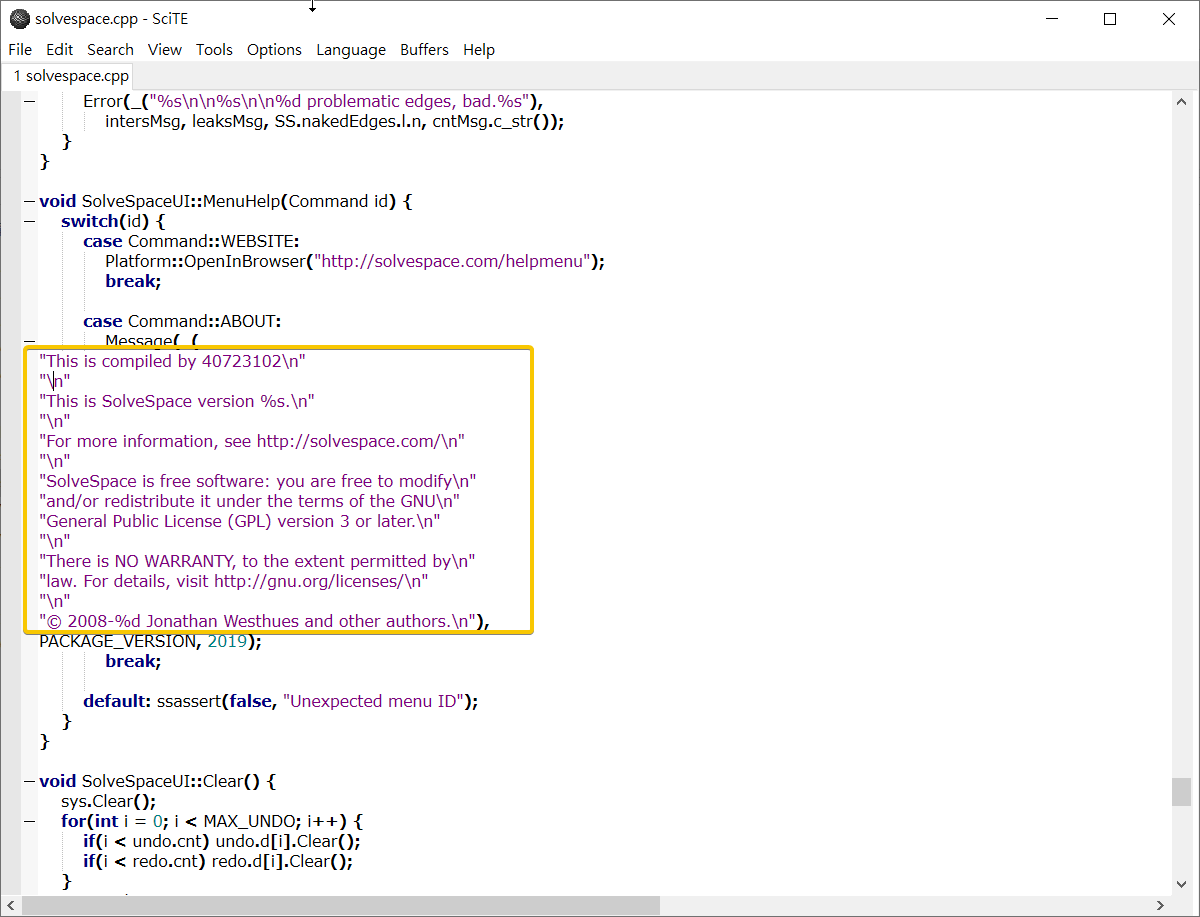 solvespace.cpp - SciTE
File Edit Search View Tools Options Language Buffers Help
1 solvespace.cpp
Error(_("%s\n\n%s\n\n%d problematic edges, bad.%s"),
intersMsg, leaksMsg, SS.nakedEdges.l.n, cntMsg.c_str());
}
}
void SolveSpaceUI::MenuHelp(Command id) {
switch(id) {
case Command::WEBSITE:
Platform::OpenInBrowser("http://solvespace.com/helpmenu");
break;
case Command::ABOUT:
Message(_(
"This is compiled by 40723102\n"
"\n"
"This is SolveSpace version %s.\n"
"\n"
"For more information, see http://solvespace.com/\n"
"\n"
"SolveSpace is free software: you are free to modify\n"
"and/or redistribute it under the terms of the GNU\n"
"General Public License (GPL) version 3 or later.\n"
"\n"
"There is NO WARRANTY, to the extent permitted by\n"
"law. For details, visit http://gnu.org/licenses/\n"
"\n"
"© 2008-%d Jonathan Westhues and other authors.\n"),
PACKAGE_VERSION, 2019);
break;
default: ssassert(false, "Unexpected menu ID");
}
}
void SolveSpaceUI::Clear() {
sys.Clear();
for(int i = 0; i < MAX_UNDO; i++) {
if(i < undo.cnt) undo.d[i].Clear();
if(i < redo.cnt) redo.d[i].Clear();
}